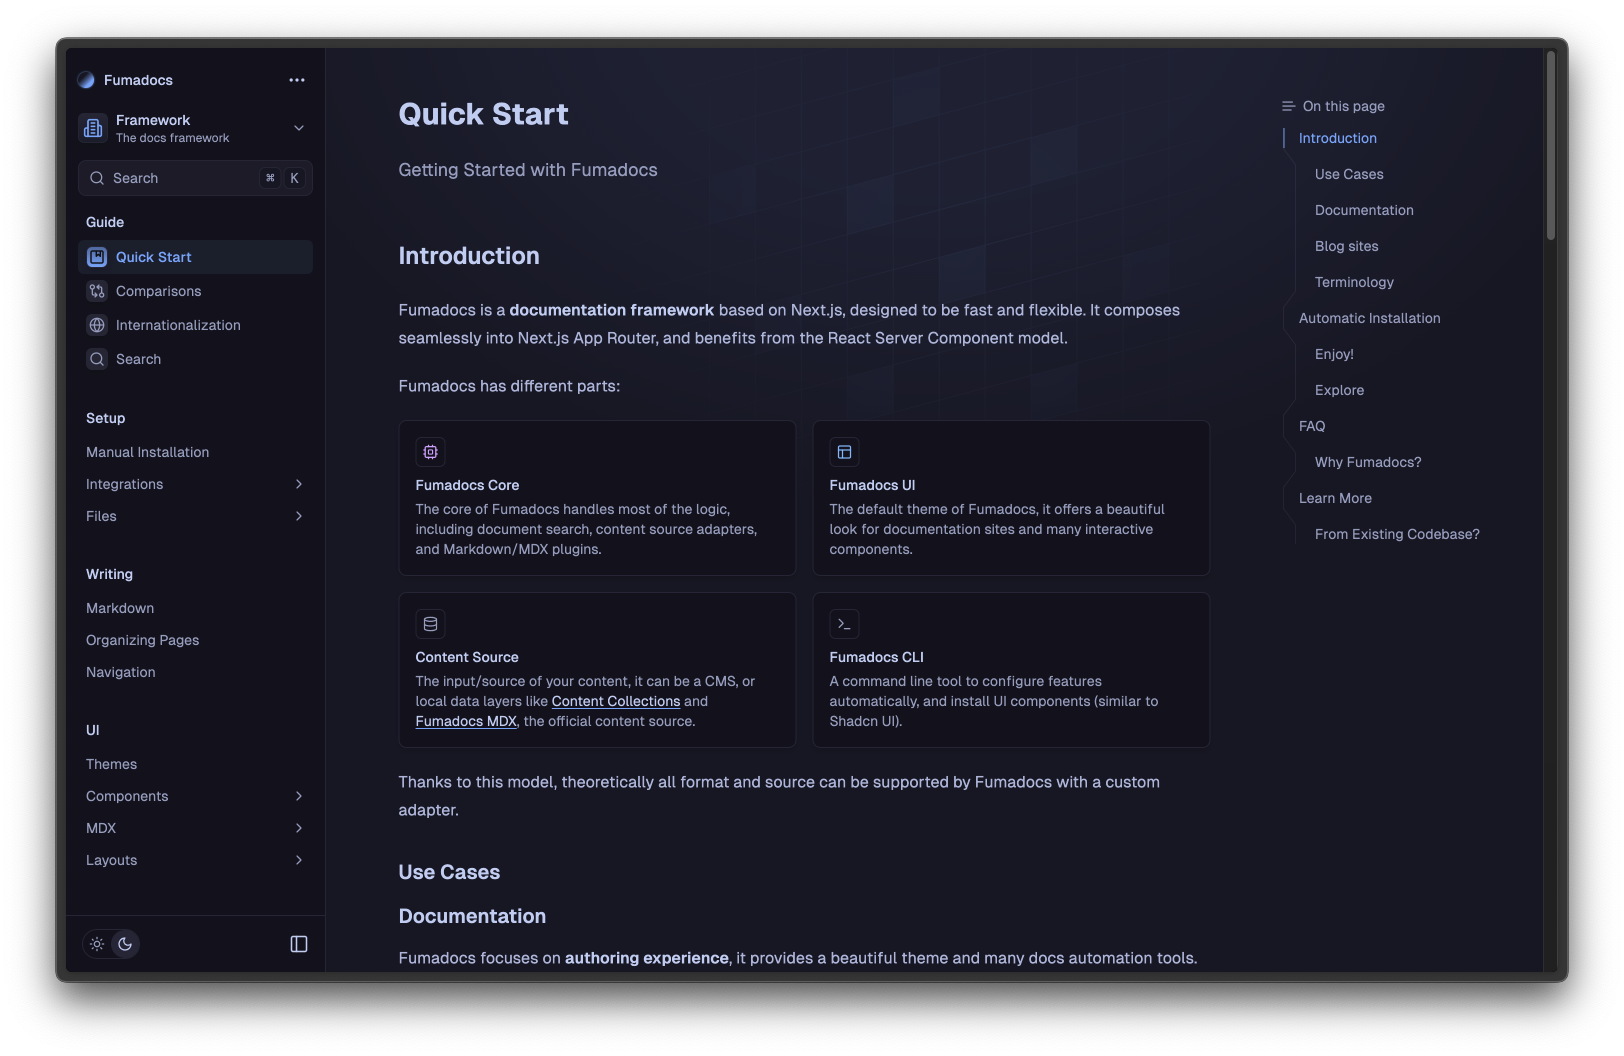 Fumadocs
Framework
The docs framework
Search
⌘ K
Guide
Quick Start
Comparisons
Internationalization
Search
Setup
Manual Installation
Integrations
Files
Writing
Markdown
Organizing Pages
Navigation
UI
Themes
Components
MDX
Layouts
Quick Start
Getting Started with Fumadocs
Introduction
Fumadocs is a documentation framework based on Next.js, designed to be fast and flexible. It composes
seamlessly into Next.js App Router, and benefits from the React Server Component model.
Fumadocs has different parts:
Fumadocs Core
The core of Fumadocs handles most of the logic,
including document search, content source adapters,
and Markdown/MDX plugins.
Fumadocs UI
The default theme of Fumadocs, it offers a beautiful
look for documentation sites and many interactive
components.
Content Source
The input/source of your content, it can be a CMS, or
local data layers like Content Collections and
Fumadocs MDX, the official content source.
Fumadocs CLI
A command line tool to configure features
automatically, and install UI components (similar to
Shadcn UI).
Thanks to this model, theoretically all format and source can be supported by Fumadocs with a custom
adapter.
Use Cases
Documentation
Fumadocs focuses on authoring experience, it provides a beautiful theme and many docs automation tools.
On this page
Introduction
Use Cases
Documentation
Blog sites
Terminology
Automatic Installation
Enjoy!
Explore
FAQ
Why Fumadocs?
Learn More
From Existing Codebase?